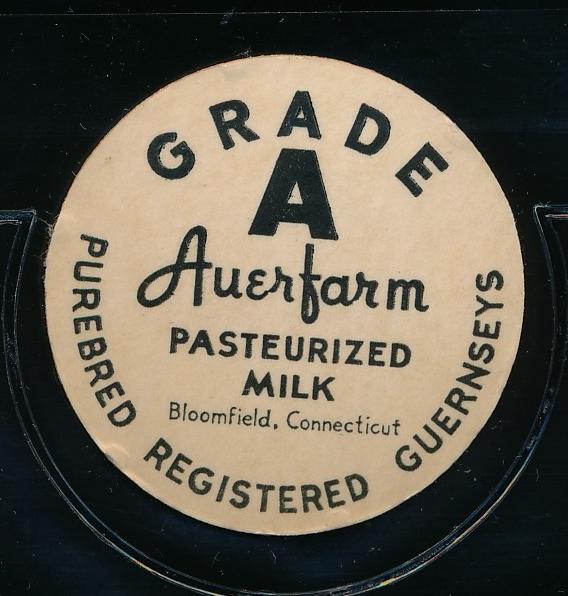 GRADE
A
Auerfarm
PASTEURIZED
MILK
Bloomfield, Connecticut
PUREBRED REGISTERED GUERNSEYS